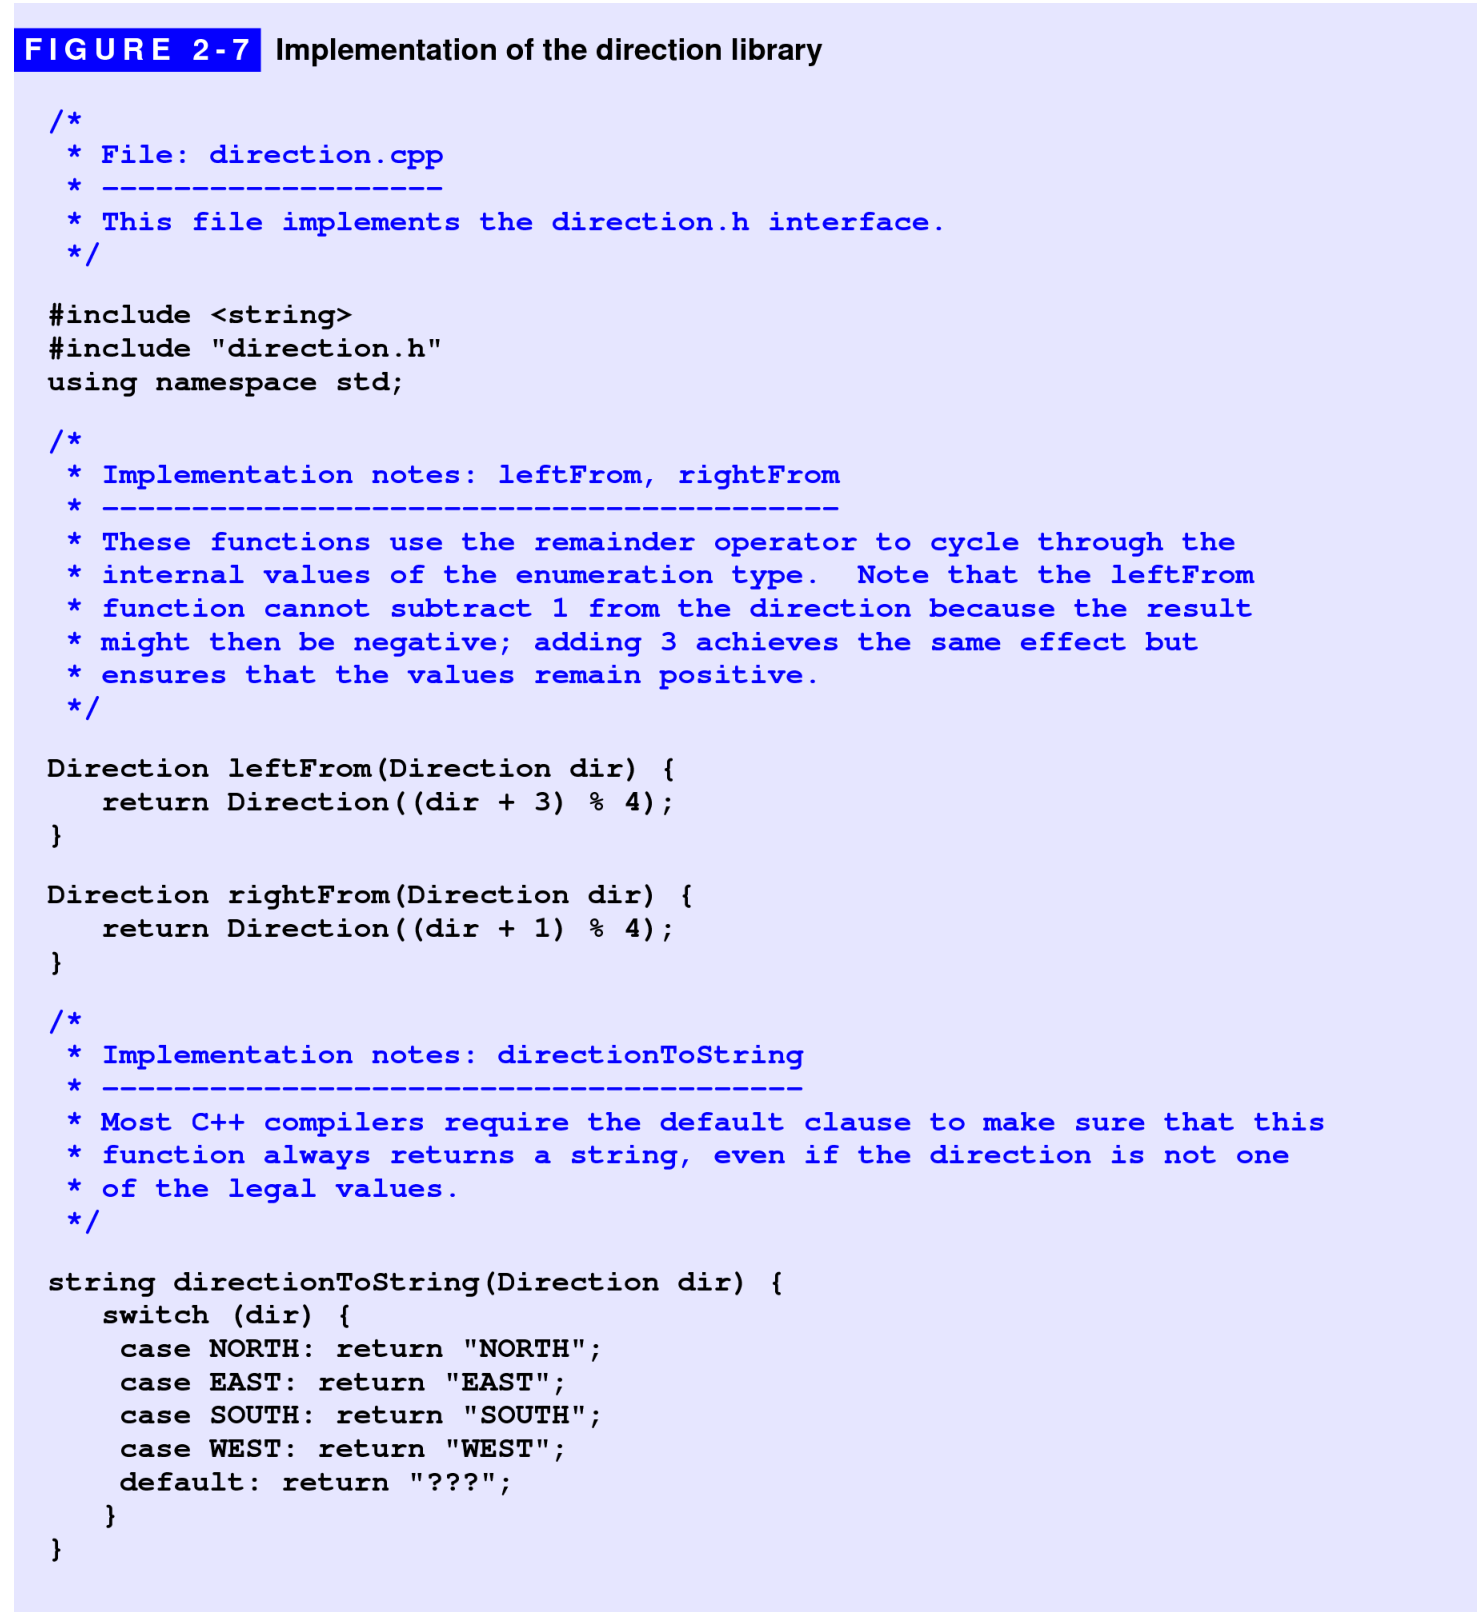 FIGURE 2-7 Implementation of the direction library
/*
 * File: direction.cpp
 * -------------------
 * This file implements the direction.h interface.
 */
#include <string>
#include "direction.h"
using namespace std;
/*
 * Implementation notes: leftFrom, rightFrom
 * -----------------------------------------
 * These functions use the remainder operator to cycle through the
 * internal values of the enumeration type.  Note that the leftFrom
 * function cannot subtract 1 from the direction because the result
 * might then be negative; adding 3 achieves the same effect but
 * ensures that the values remain positive.
 */
Direction leftFrom(Direction dir) {
   return Direction((dir + 3) % 4);
}
Direction rightFrom(Direction dir) {
   return Direction((dir + 1) % 4);
}
/*
 * Implementation notes: directionToString
 * ---------------------------------------
 * Most C++ compilers require the default clause to make sure that this
 * function always returns a string, even if the direction is not one
 * of the legal values.
 */
string directionToString(Direction dir) {
   switch (dir) {
    case NORTH: return "NORTH";
    case EAST: return "EAST";
    case SOUTH: return "SOUTH";
    case WEST: return "WEST";
    default: return "???";
   }
}